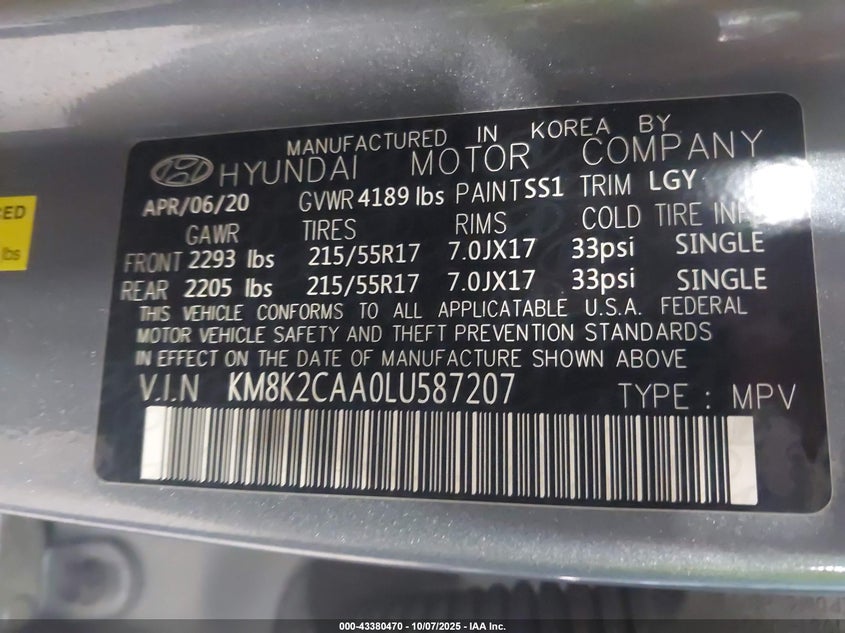 MANUFACTURED IN KOREA BY
HYUNDAI MOTOR COMPANY
APR/06/20 GVWR 4189 lbs PAINT SS1 TRIM LGY
GAWR TIRES RIMS COLD TIRE INF
FRONT 2293 lbs 215/55R17 7.0JX17 33psi SINGLE
REAR 2205 lbs 215/55R17 7.0JX17 33psi SINGLE
THIS VEHICLE CONFORMS TO ALL APPLICATABLE U.S.A. FEDERAL
MOTOR VEHICLE SAFETY AND THEFT PREVENTION STANDARDS
IN EFFECT ON THE DATE OF MANUFACTURE SHOWN ABOVE
V.I.N KM8K2CAA0LU587207 TYPE : MPV
lbs
000-43380470 - 10/07/2025 - IAA Inc.